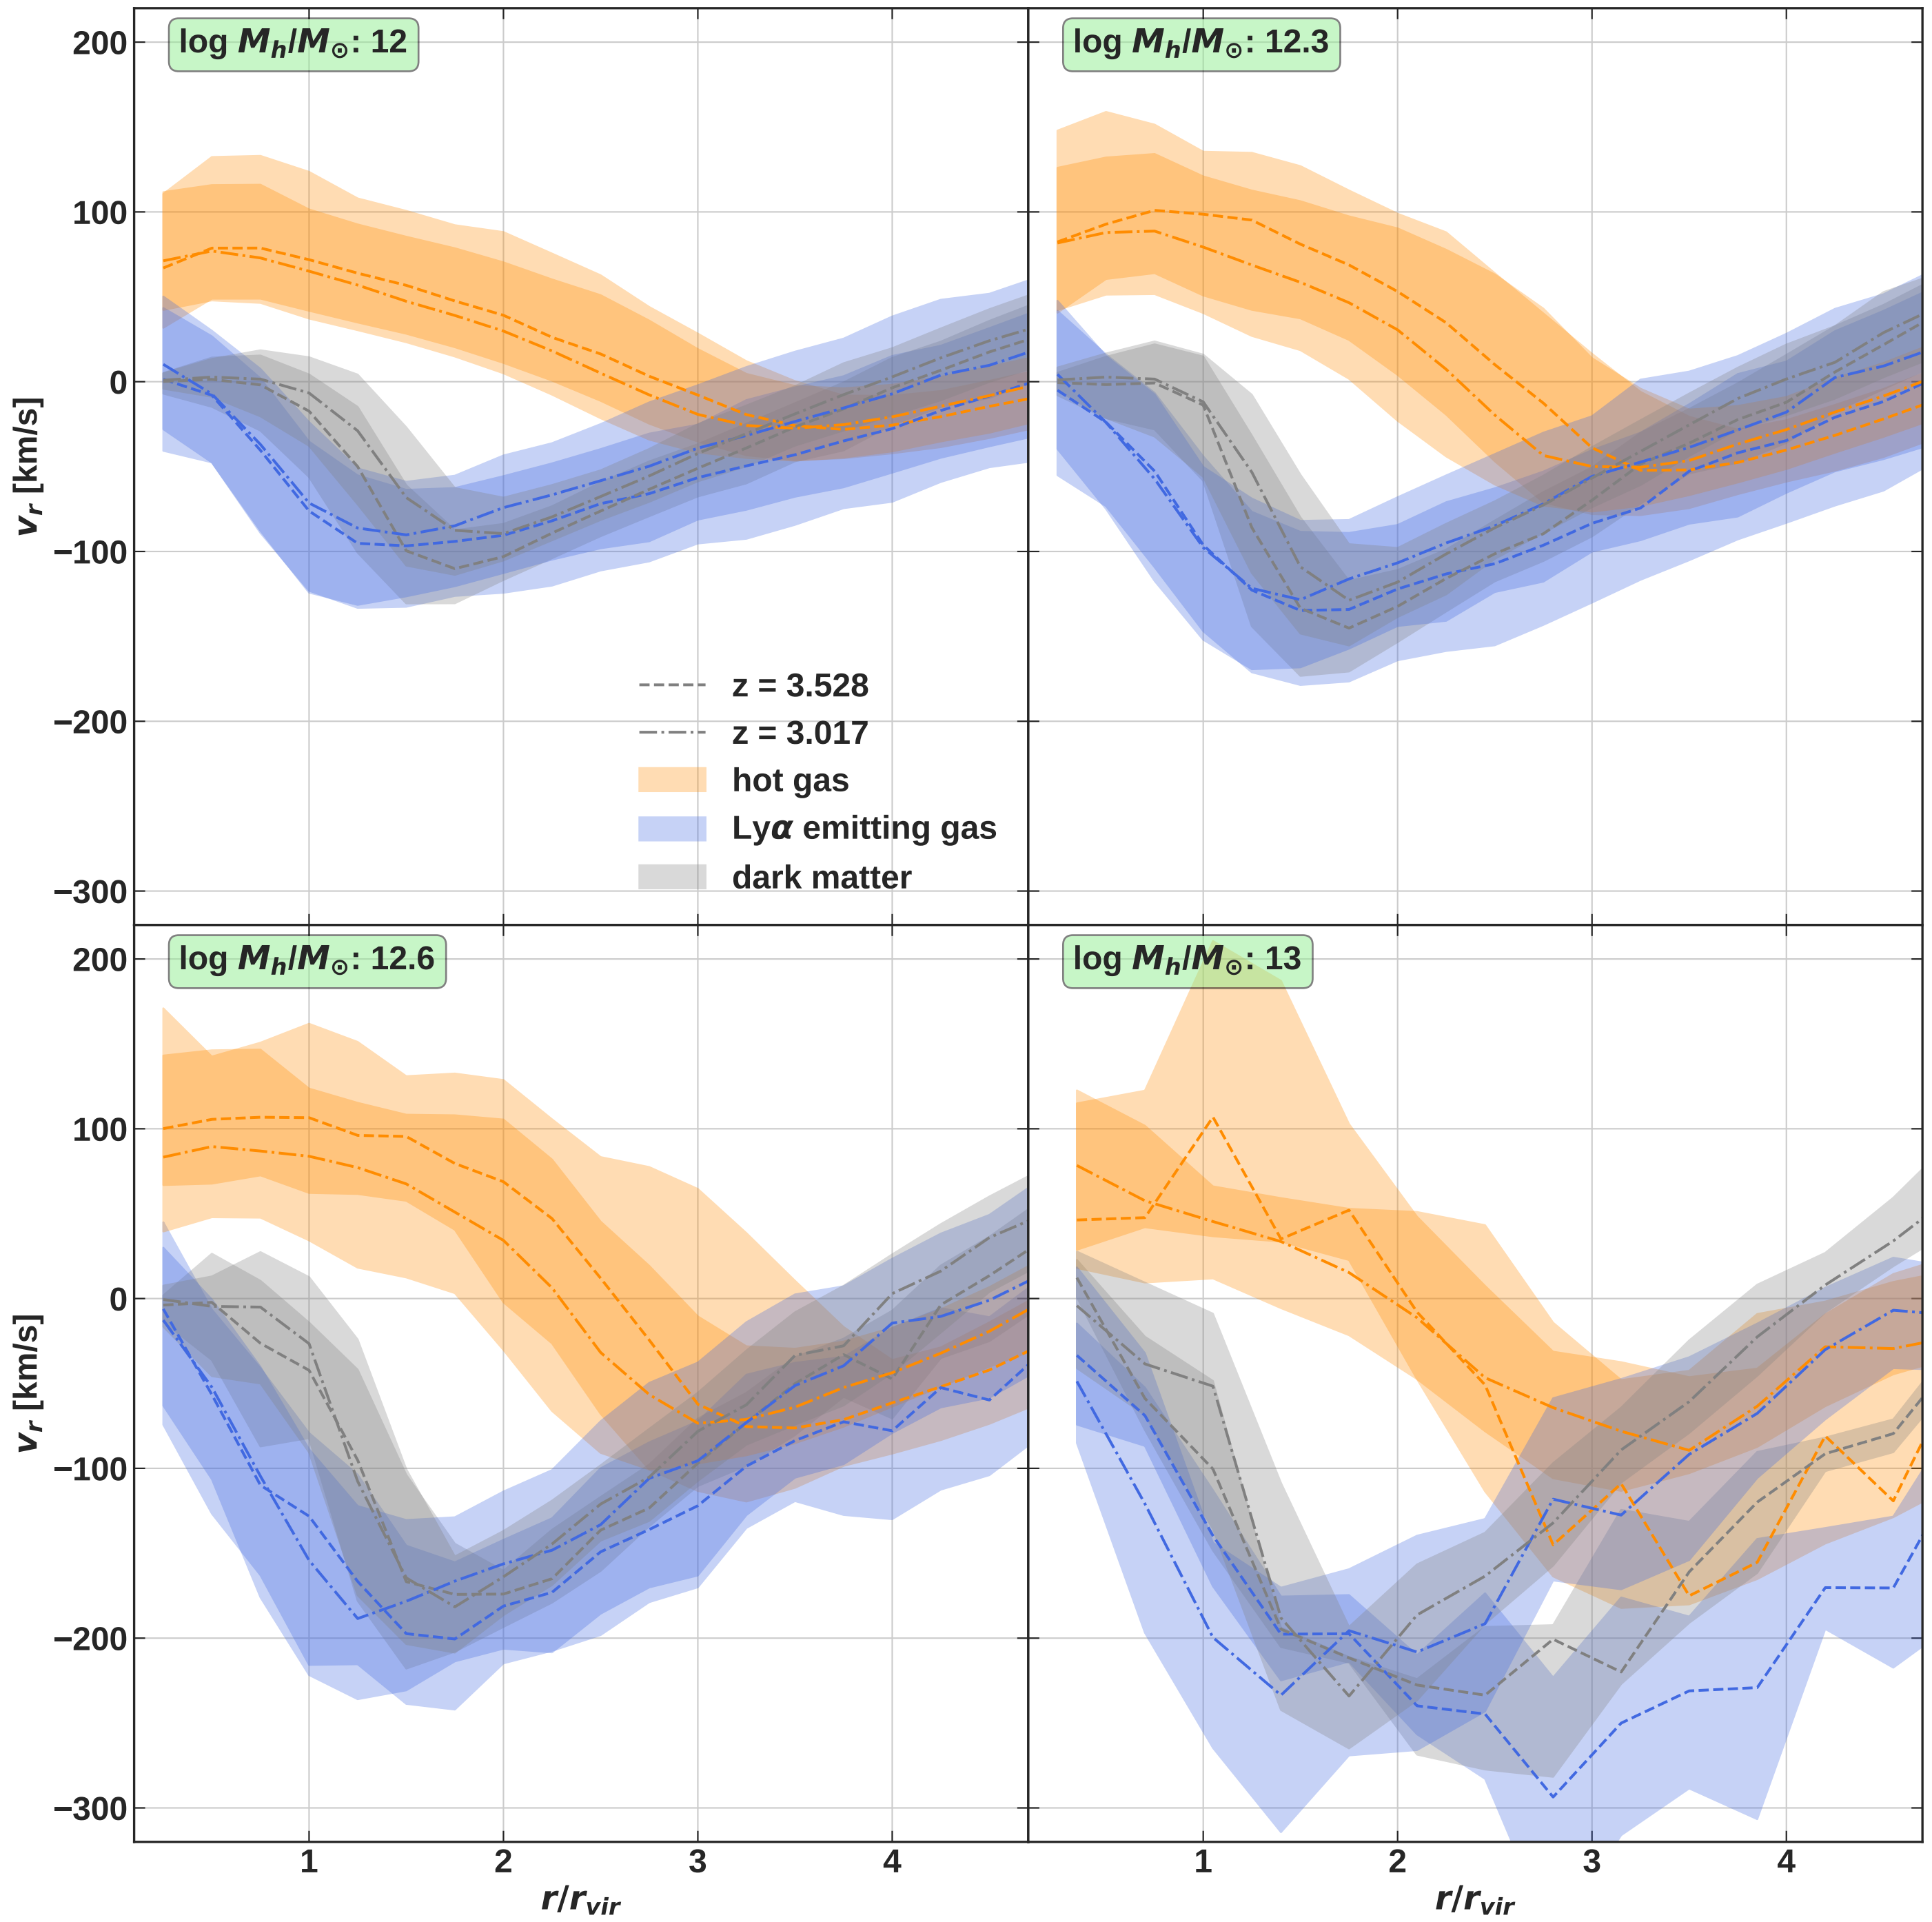 log M_h/M_⊙: 12
log M_h/M_⊙: 12.3
200
100
0
−100
−200
−300
v_r [km/s]
z = 3.528
z = 3.017
hot gas
Lyα emitting gas
dark matter
log M_h/M_⊙: 12.6
log M_h/M_⊙: 13
200
100
0
−100
−200
−300
v_r [km/s]
1 2 3 4
1 2 3 4
r/r_vir
r/r_vir